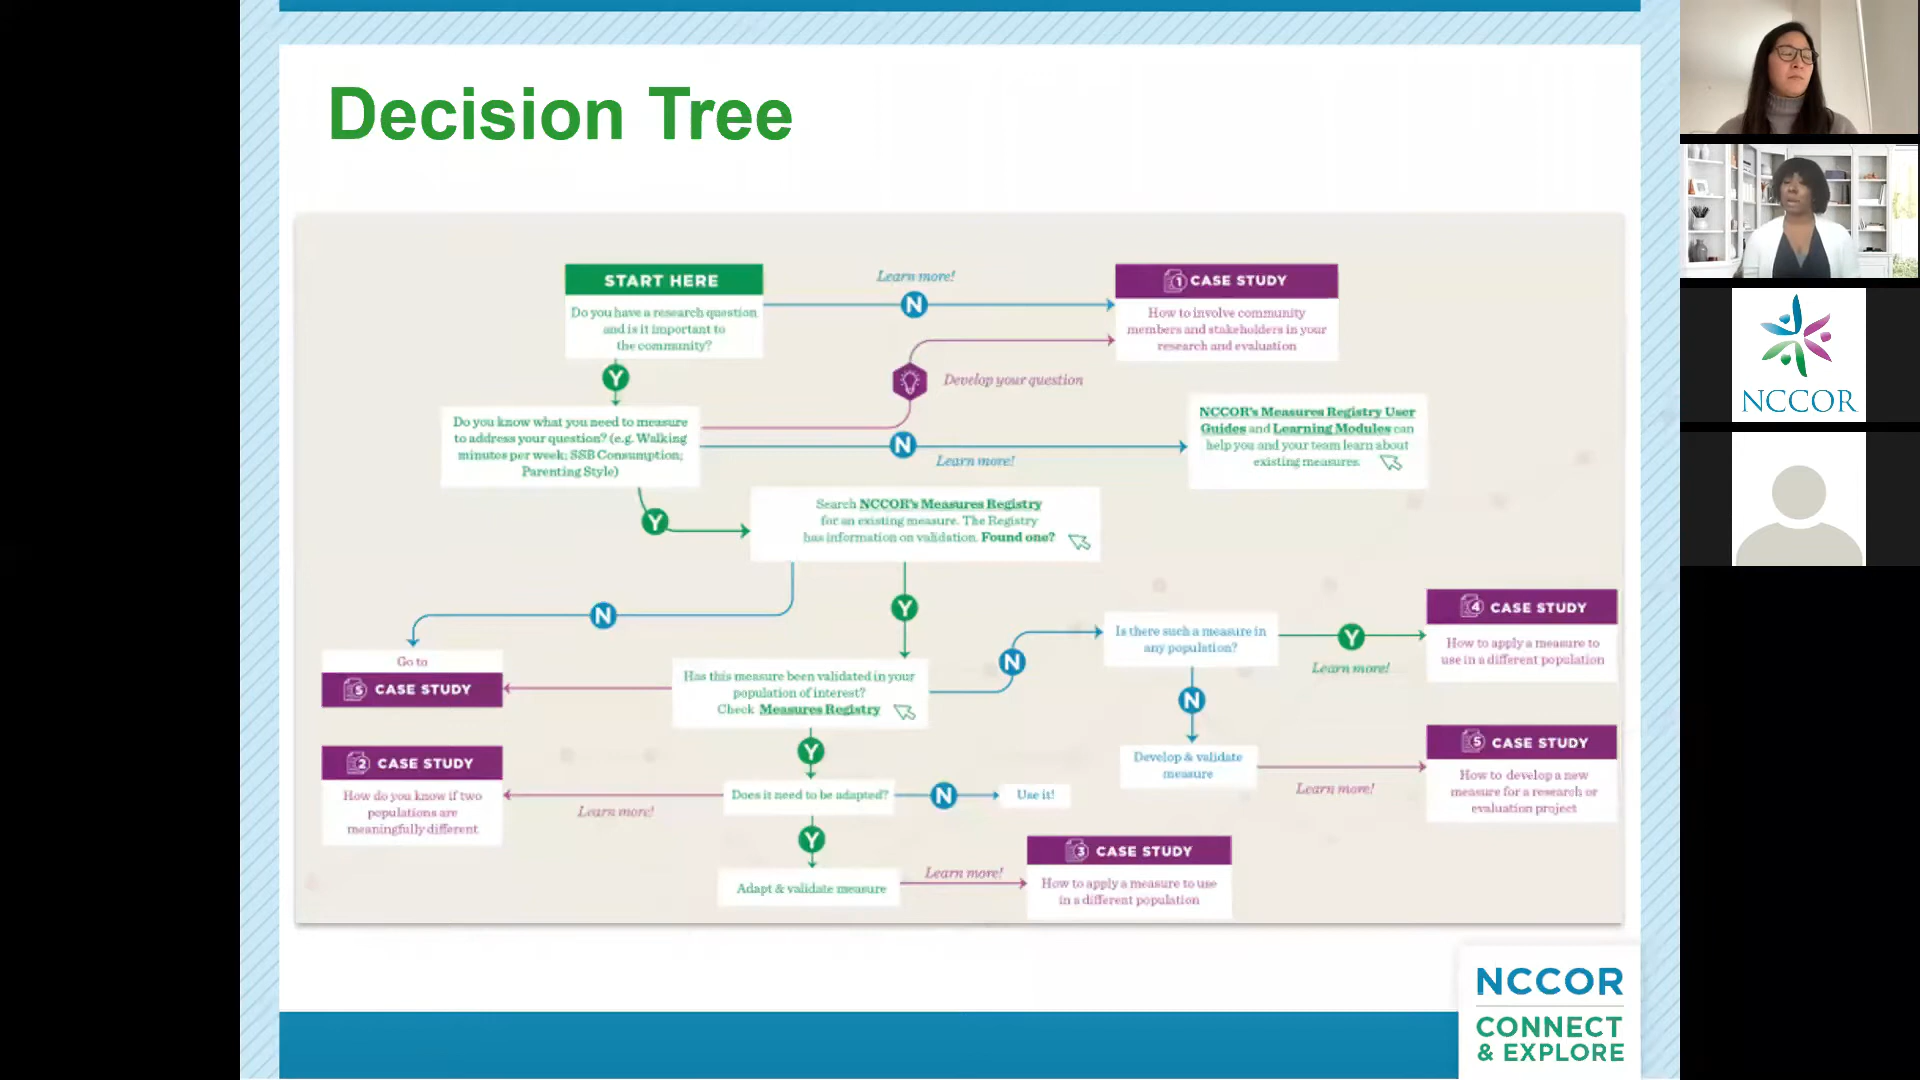 Decision Tree
START HERE
Do you have a research question
and is it important to
the community?
Learn more!
N
1 CASE STUDY
How to involve community
members and stakeholders in your
research and evaluation
Y
Develop your question
Do you know what you need to measure
to address your question? (e.g. Walking
minutes per week; SSB Consumption;
Parenting Style)
N
Learn more!
NCCOR's Measures Registry User
Guides and Learning Modules can
help you and your team learn about
existing measures.
Y
Search NCCOR's Measures Registry
for an existing measure. The Registry
has information on validation. Found one?
N
Y
Go to
5 CASE STUDY
Has this measure been validated in your
population of interest?
Check Measures Registry
N
Is there such a measure in
any population?
Y
Learn more!
4 CASE STUDY
How to apply a measure to
use in a different population
N
Develop & validate
measure
Learn more!
5 CASE STUDY
How to develop a new
measure for a research or
evaluation project
Y
2 CASE STUDY
How do you know if two
populations are
meaningfully different
Learn more!
Does it need to be adapted?
N
Use it!
Y
Adapt & validate measure
Learn more!
3 CASE STUDY
How to apply a measure to use
in a different population
NCCOR
CONNECT
& EXPLORE
NCCOR